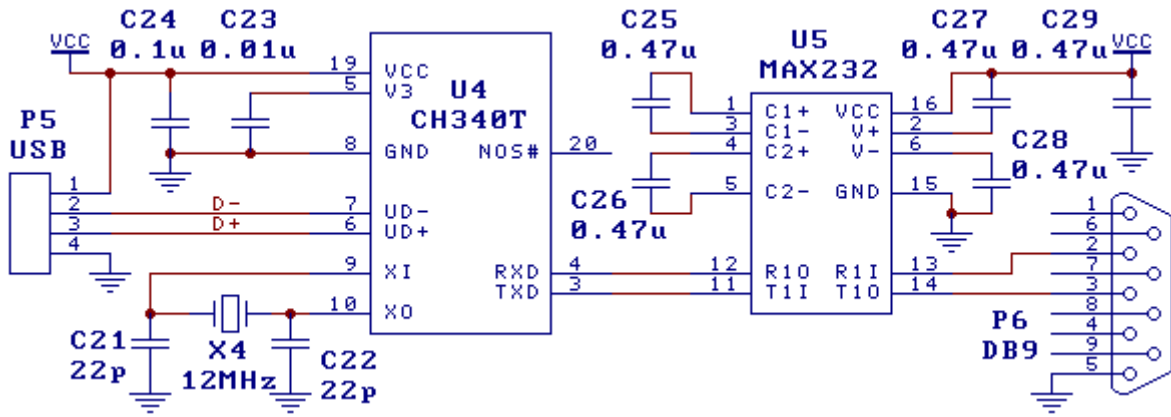 C24 C23
0.1u 0.01u
VCC
P5
USB
1
2
3
4
D-
D+
19
5
8
7
6
9
10
VCC
V3
GND
UD-
UD+
XI
XO
U4
CH340T
NOS#
20
RXD
TXD
4
3
C21
22p
X4
12MHz
C22
22p
C25
0.47u
C26
0.47u
U5
MAX232
1
3
4
5
12
11
C1+
C1-
C2+
C2-
R1O
T1I
VCC
V+
V-
GND
R1I
T1O
16
2
6
15
13
14
C27 C29
0.47u 0.47u
VCC
C28
0.47u
1
6
2
7
3
8
4
9
5
P6
DB9